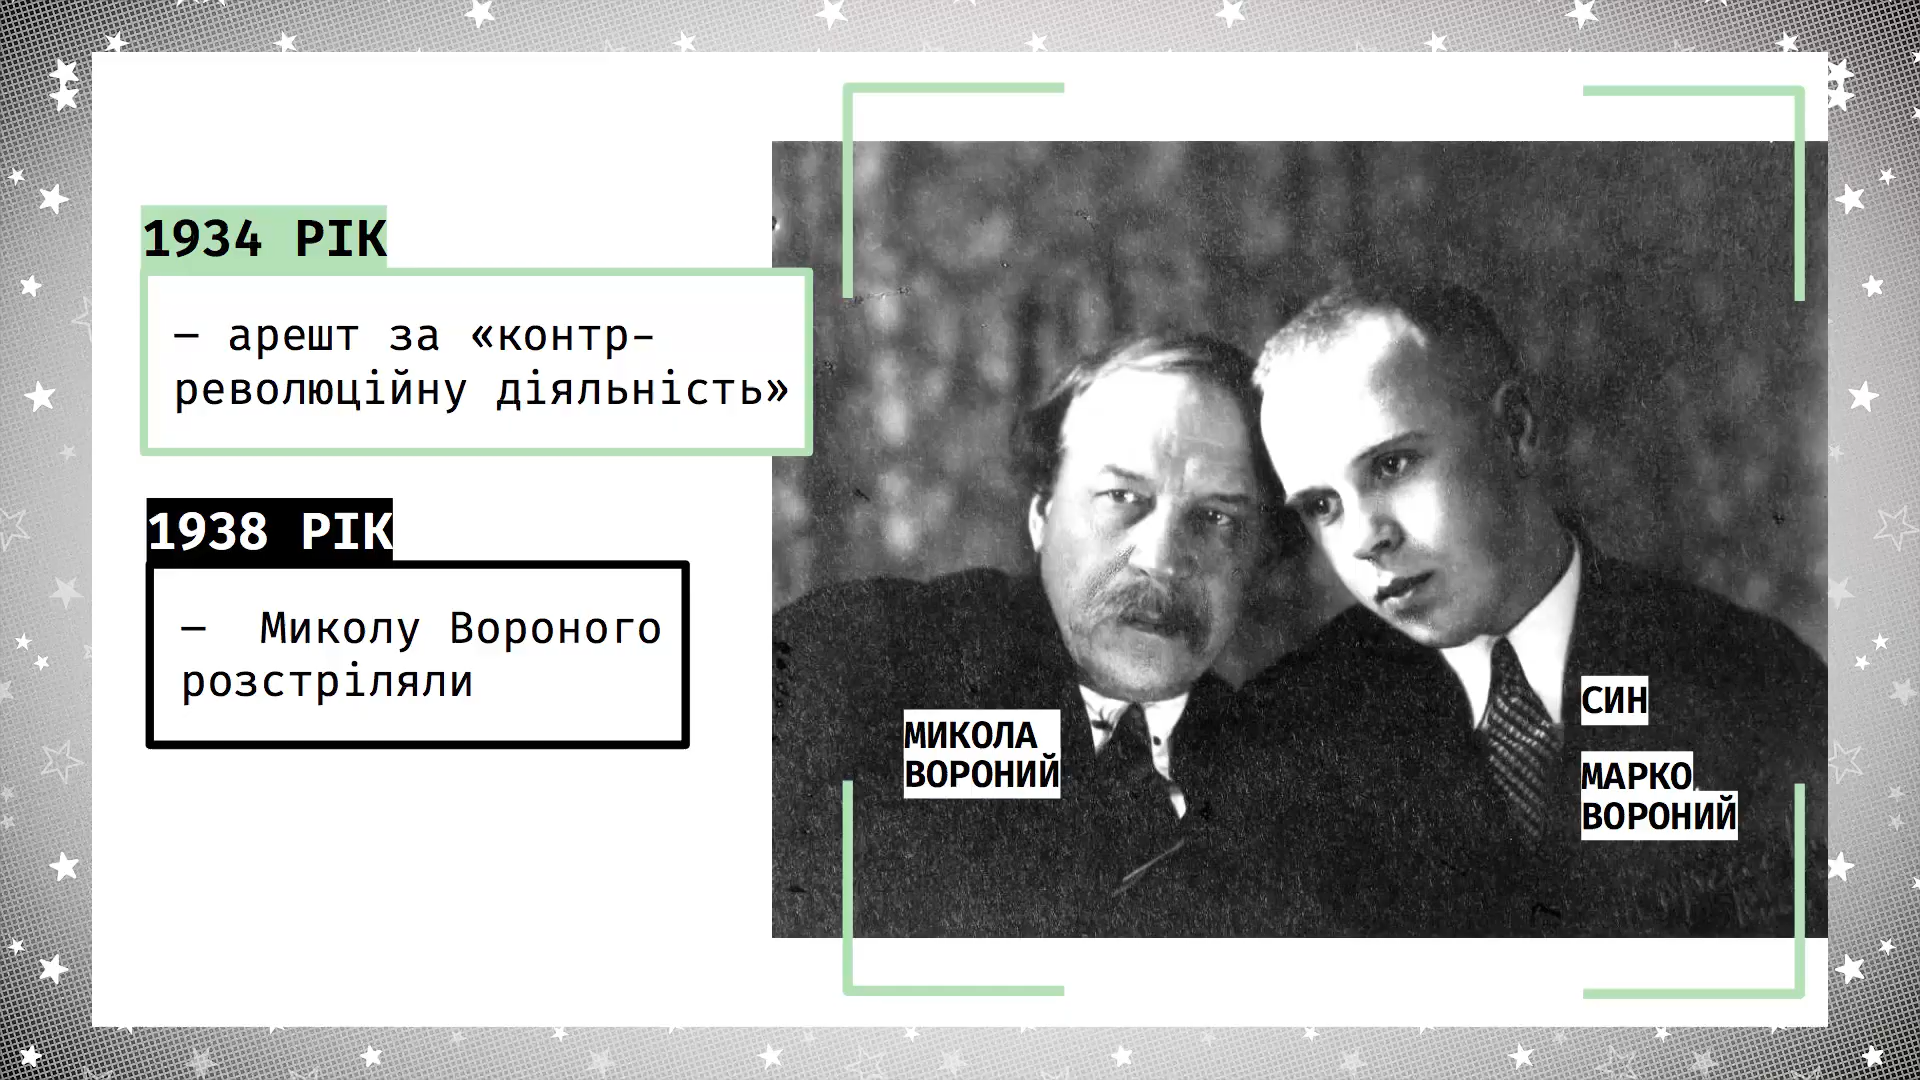 1934 РІК
– арешт за «контр-
революційну діяльність»
1938 РІК
– Миколу Вороного
розстріляли
МИКОЛА
ВОРОНИЙ
СИН
МАРКО
ВОРОНИЙ